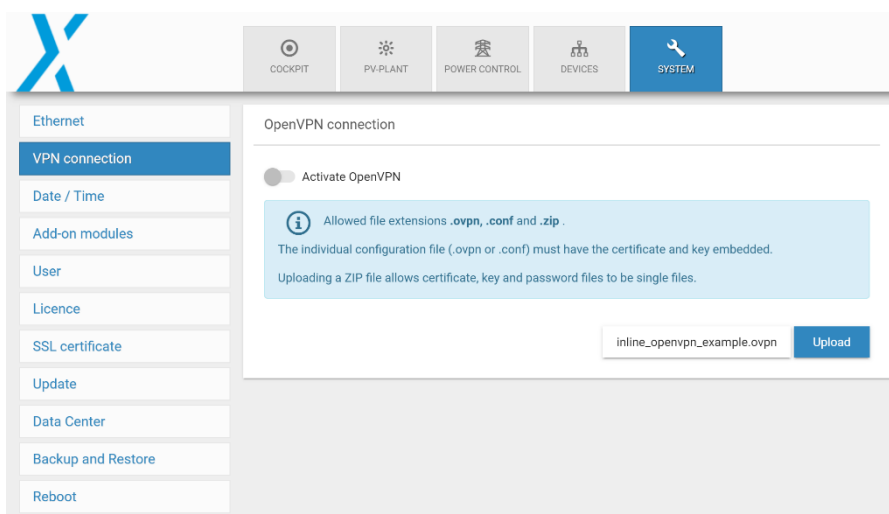 COCKPIT
PV-PLANT
POWER CONTROL
DEVICES
SYSTEM
Ethernet
VPN connection
Date / Time
Add-on modules
User
Licence
SSL certificate
Update
Data Center
Backup and Restore
Reboot
OpenVPN connection
Activate OpenVPN
Allowed file extensions .ovpn, .conf and .zip .
The individual configuration file (.ovpn or .conf) must have the certificate and key embedded.
Uploading a ZIP file allows certificate, key and password files to be single files.
inline_openvpn_example.ovpn
Upload